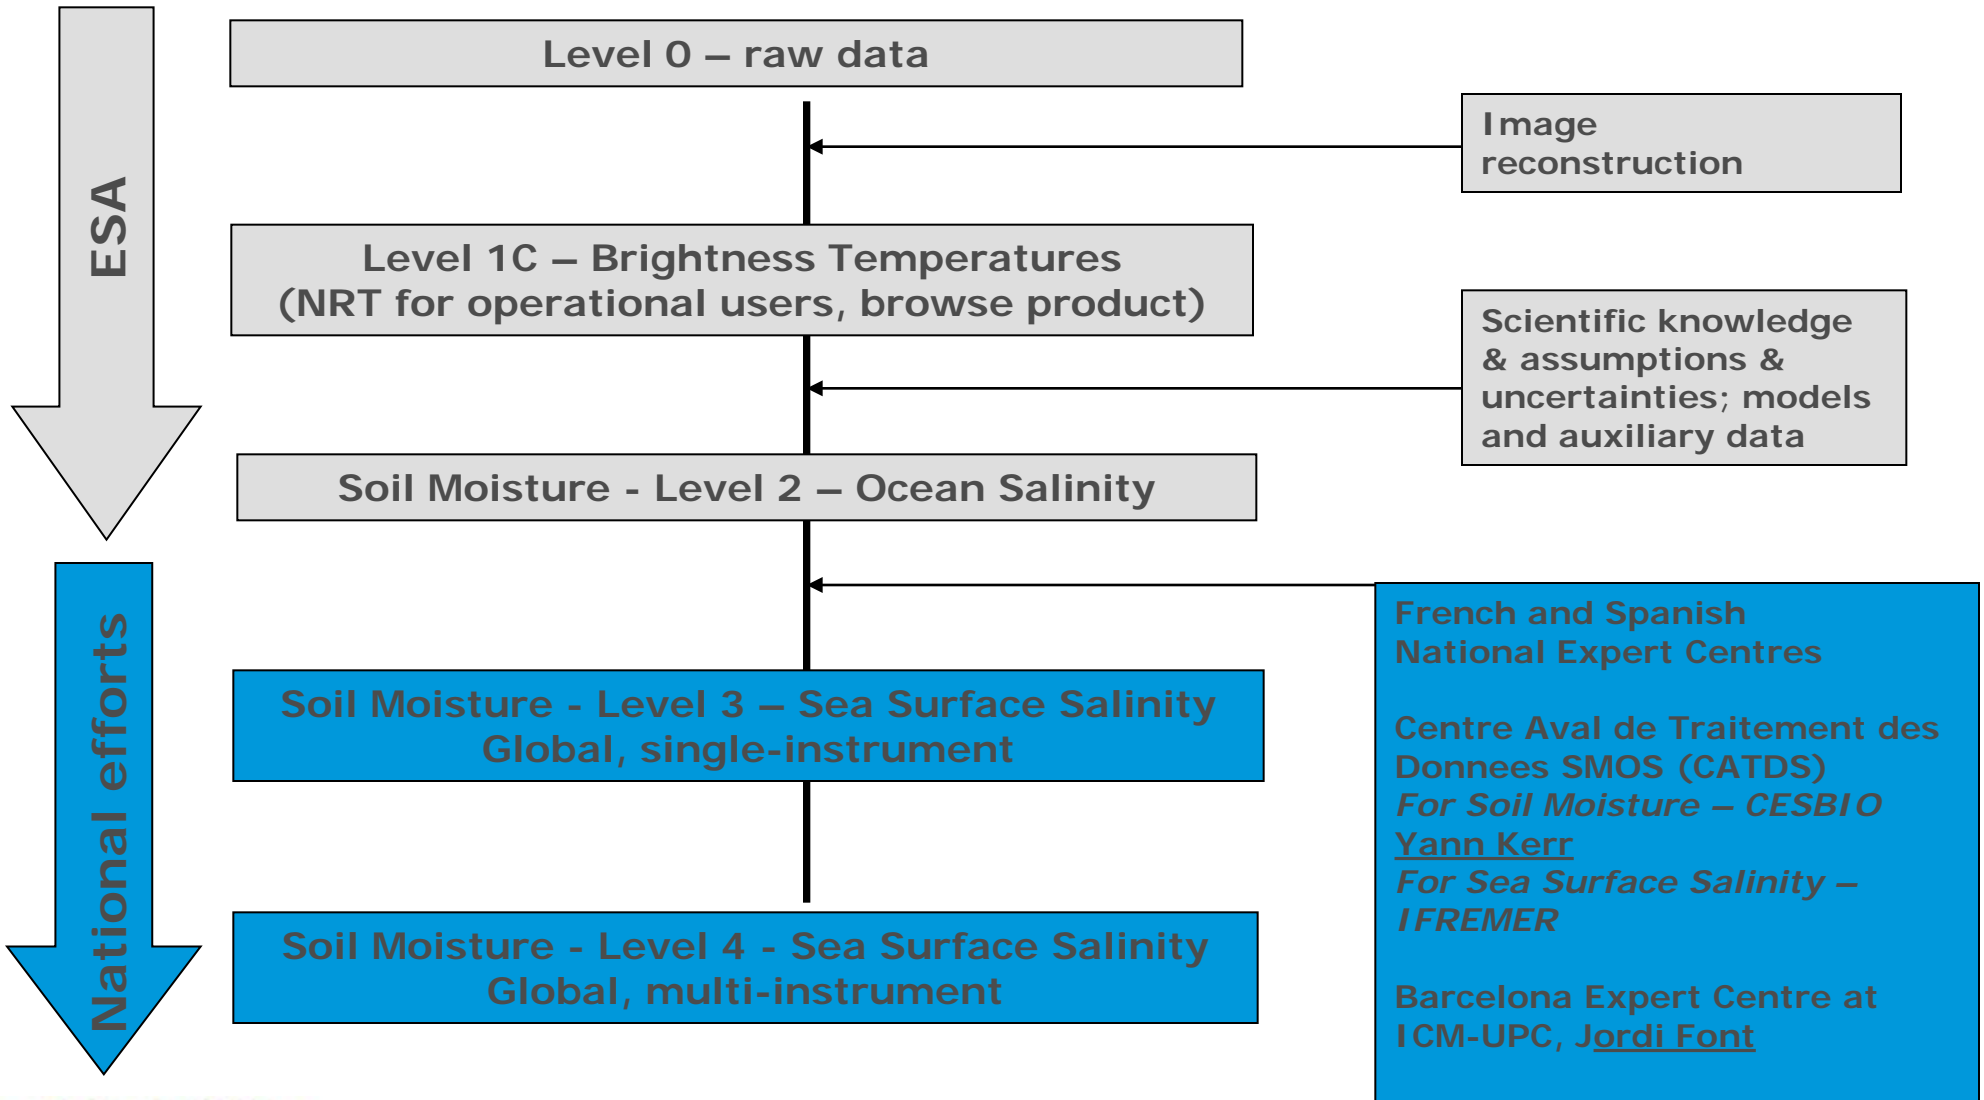 ESA
Level 0 – raw data
Image
reconstruction
Level 1C – Brightness Temperatures
(NRT for operational users, browse product)
Scientific knowledge
& assumptions &
uncertainties; models
and auxiliary data
Soil Moisture - Level 2 – Ocean Salinity
National efforts
French and Spanish
National Expert Centres
Centre Aval de Traitement des
Donnees SMOS (CATDS)
For Soil Moisture – CESBIO
Yann Kerr
For Sea Surface Salinity –
IFREMER
Barcelona Expert Centre at
ICM-UPC, Jordi Font
Soil Moisture - Level 3 – Sea Surface Salinity
Global, single-instrument
Soil Moisture - Level 4 - Sea Surface Salinity
Global, multi-instrument